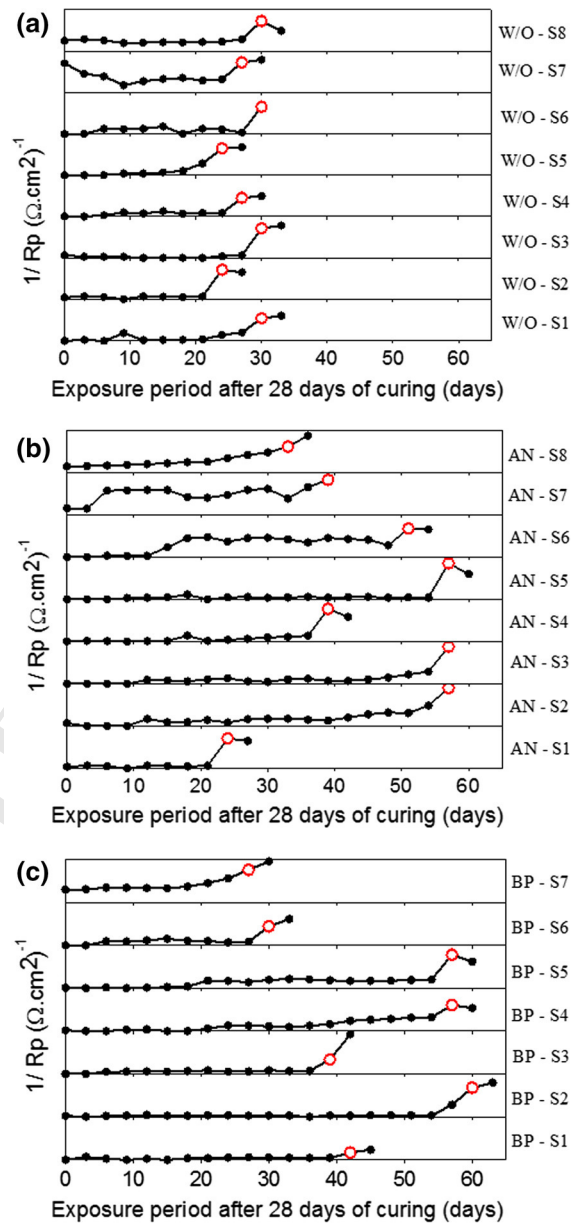 (a)
W/O - S8
W/O - S7
W/O - S6
W/O - S5
W/O - S4
W/O - S3
W/O - S2
W/O - S1
1/ Rp (Ω.cm2)-1
0 10 20 30 40 50 60
Exposure period after 28 days of curing (days)
(b)
AN - S8
AN - S7
AN - S6
AN - S5
AN - S4
AN - S3
AN - S2
AN - S1
1/ Rp (Ω.cm2)-1
0 10 20 30 40 50 60
Exposure period after 28 days of curing (days)
(c)
BP - S7
BP - S6
BP - S5
BP - S4
BP - S3
BP - S2
BP - S1
1/ Rp (Ω.cm2)-1
0 10 20 30 40 50 60
Exposure period after 28 days of curing (days)